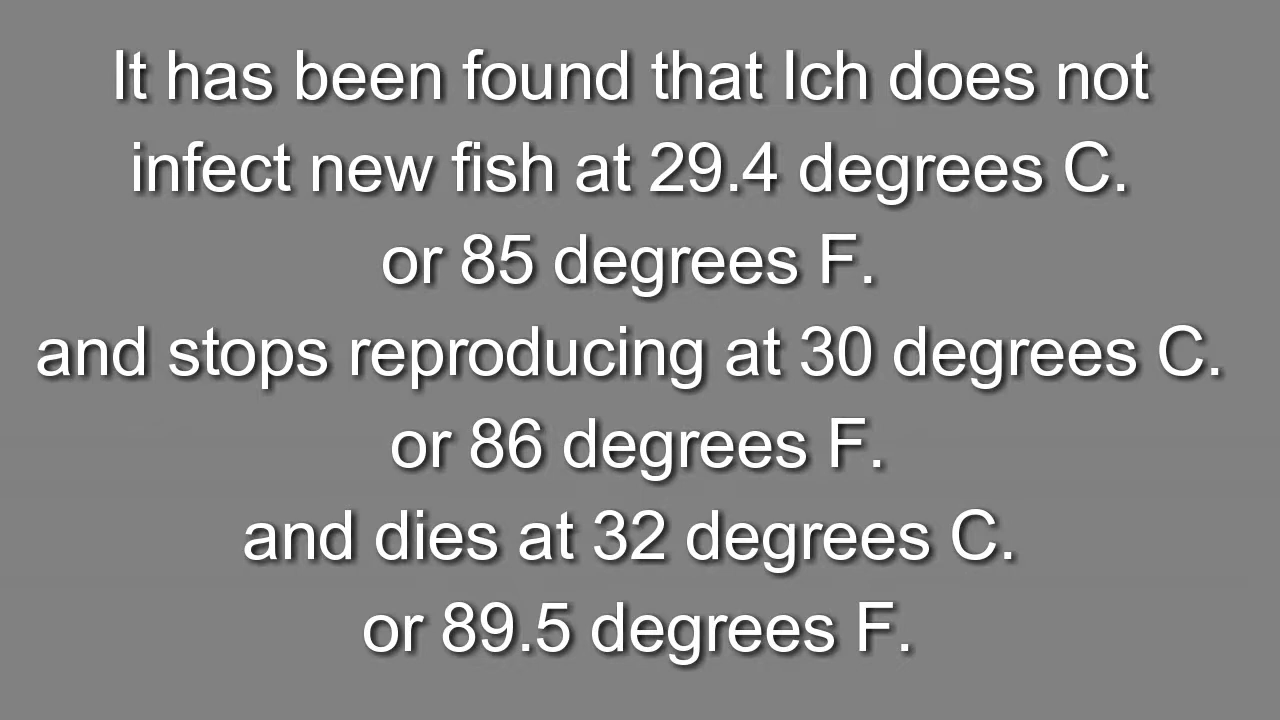 It has been found that Ich does not
infect new fish at 29.4 degrees C.
or 85 degrees F.
and stops reproducing at 30 degrees C.
or 86 degrees F.
and dies at 32 degrees C.
or 89.5 degrees F.